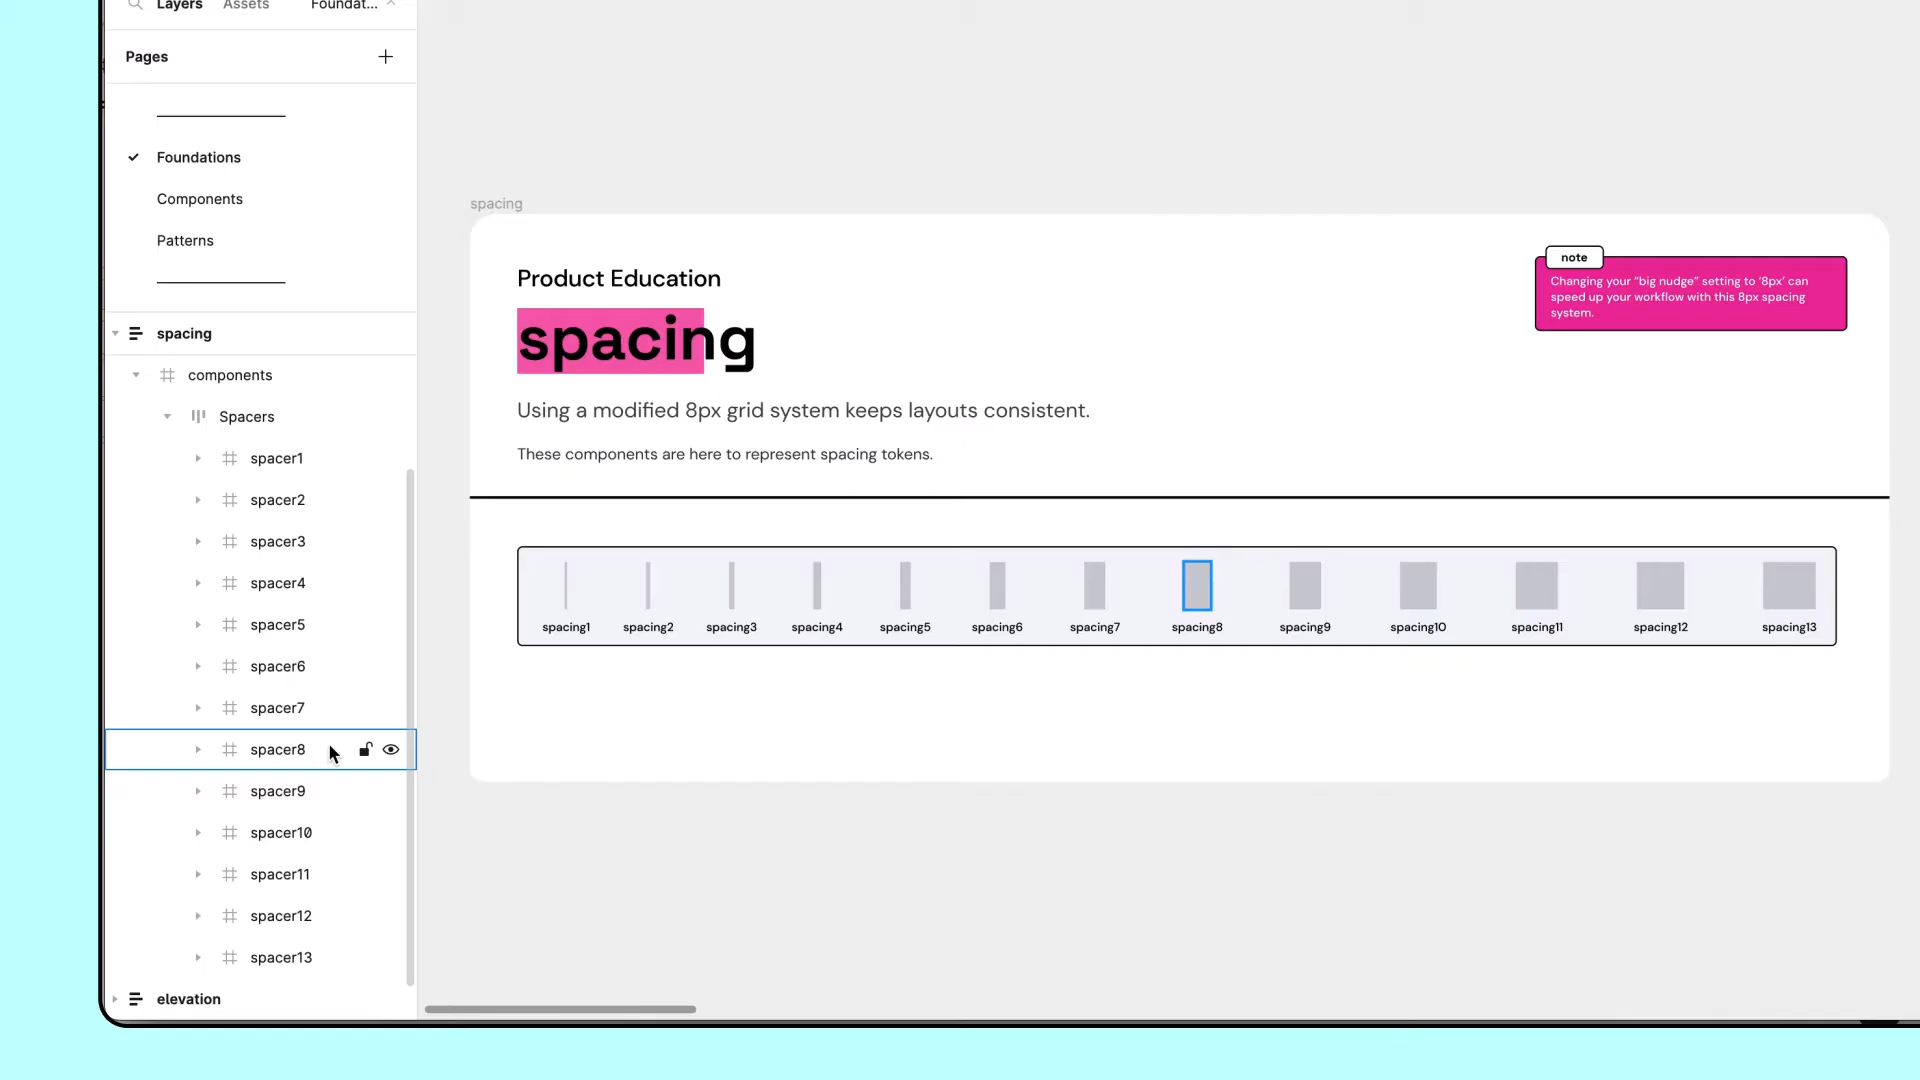 Layers Assets Foundat...
Pages
Foundations
Components
Patterns
spacing
components
Spacers
spacer1
spacer2
spacer3
spacer4
spacer5
spacer6
spacer7
spacer8
spacer9
spacer10
spacer11
spacer12
spacer13
elevation
spacing
Product Education
spacing
Using a modified 8px grid system keeps layouts consistent.
These components are here to represent spacing tokens.
note
Changing your “big nudge” setting to ‘8px’ can
speed up your workflow with this 8px spacing
system.
spacing1 spacing2 spacing3 spacing4 spacing5 spacing6 spacing7 spacing8 spacing9 spacing10 spacing11 spacing12 spacing13